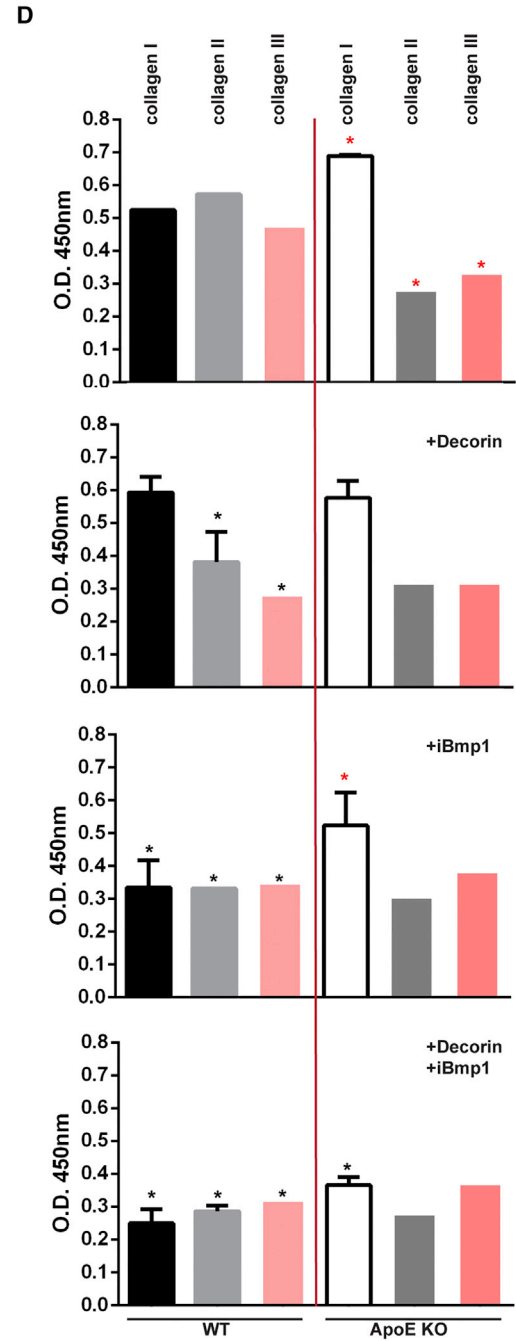 D
collagen I
collagen II
collagen III
collagen I
collagen II
collagen III
O.D. 450nm
0.8
0.7
0.6
0.5
0.4
0.3
0.2
0.1
0.0
*
*
*
+Decorin
O.D. 450nm
0.8
0.7
0.6
0.5
0.4
0.3
0.2
0.1
0.0
*
*
+iBmp1
O.D. 450nm
0.8
0.7
0.6
0.5
0.4
0.3
0.2
0.1
0.0
*
*
*
*
+Decorin
+iBmp1
O.D. 450nm
0.8
0.7
0.6
0.5
0.4
0.3
0.2
0.1
0.0
*
*
*
*
WT
ApoE KO